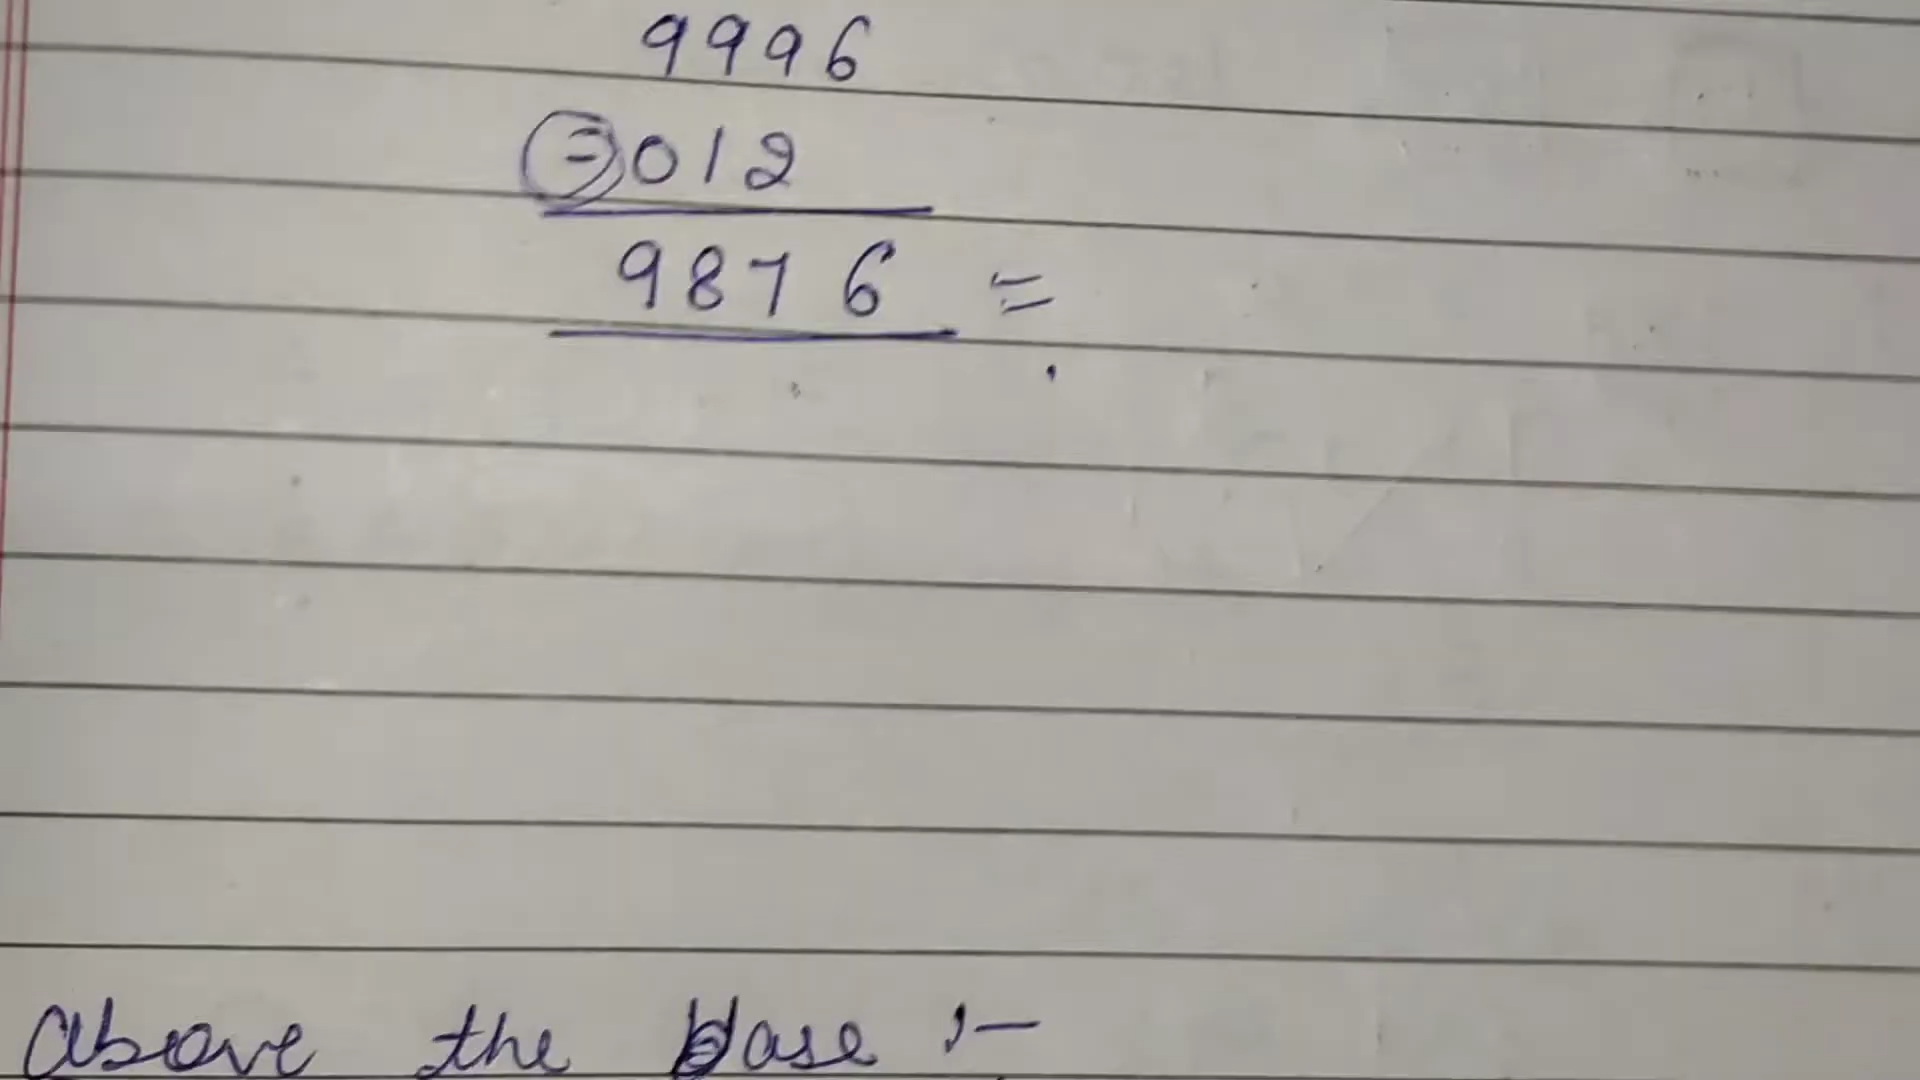 9996
-012
9876 =
above the base :-